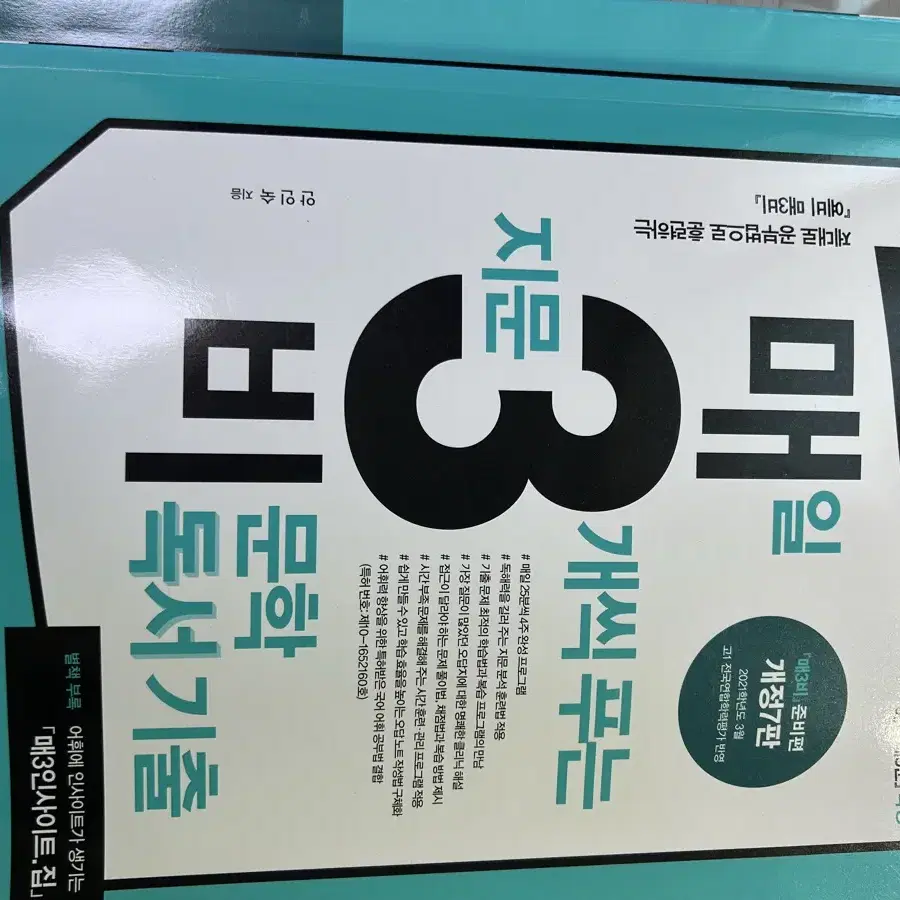 제대로 공부법으로 훈련하는
『예비 매3비』
매일
3
개씩 푸는
지문
비문학
독서 기출
안인숙 지음
『매3비』 준비편
개정7판
2021학년도 3월
고1 전국연합학력평가 반영
# 매일 25분씩 4주 완성 프로그램
# 독해력을 길러 주는 지문 분석 훈련법 적용
# 기출 문제 최적의 학습법과 복습 프로그램의 만남
# 가장 질문이 많았던 오답지에 대한 명쾌한 클리닉 해설
# 접근이 달라야 하는 문제 풀이법, 채점법과 복습 방법 제시
# 시간 부족 문제를 해결해 주는 시간 훈련·관리 프로그램 적용
# 쉽게 만들 수 있고 학습 효율을 높이는 오답 노트 작성법 구체화
# 어휘력 향상을 위한 특허받은 국어 어휘 공부법 결합
(특허 번호: 제10-1652160호)
별책 부록 어휘에 인사이트가 생기는
「매3인사이트.집」